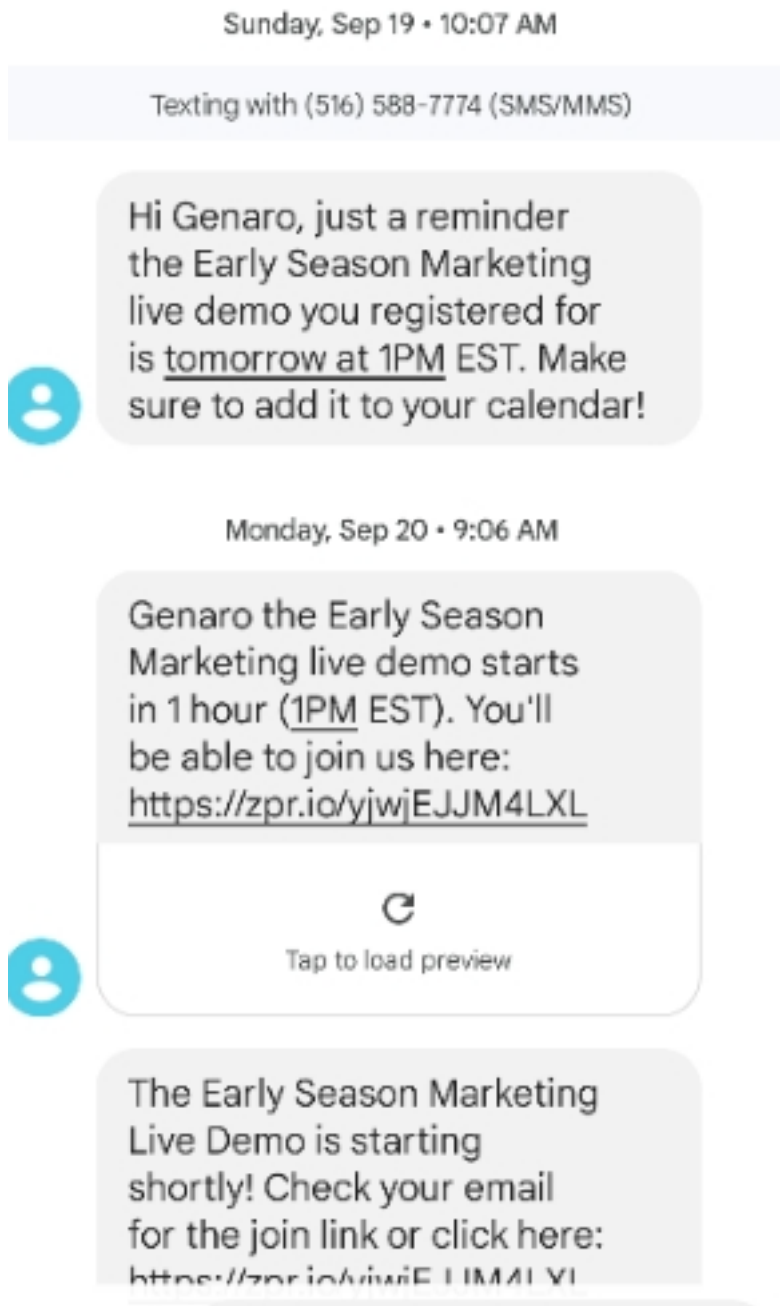 Sunday, Sep 19 • 10:07 AM
Texting with (516) 588-7774 (SMS/MMS)
Hi Genaro, just a reminder
the Early Season Marketing
live demo you registered for
is tomorrow at 1PM EST. Make
sure to add it to your calendar!
Monday, Sep 20 • 9:06 AM
Genaro the Early Season
Marketing live demo starts
in 1 hour (1PM EST). You'll
be able to join us here:
https://zpr.io/yjwjEJJM4LXL
Tap to load preview
The Early Season Marketing
Live Demo is starting
shortly! Check your email
for the join link or click here:
https://zpr.io/yjwjEJJM4LXL